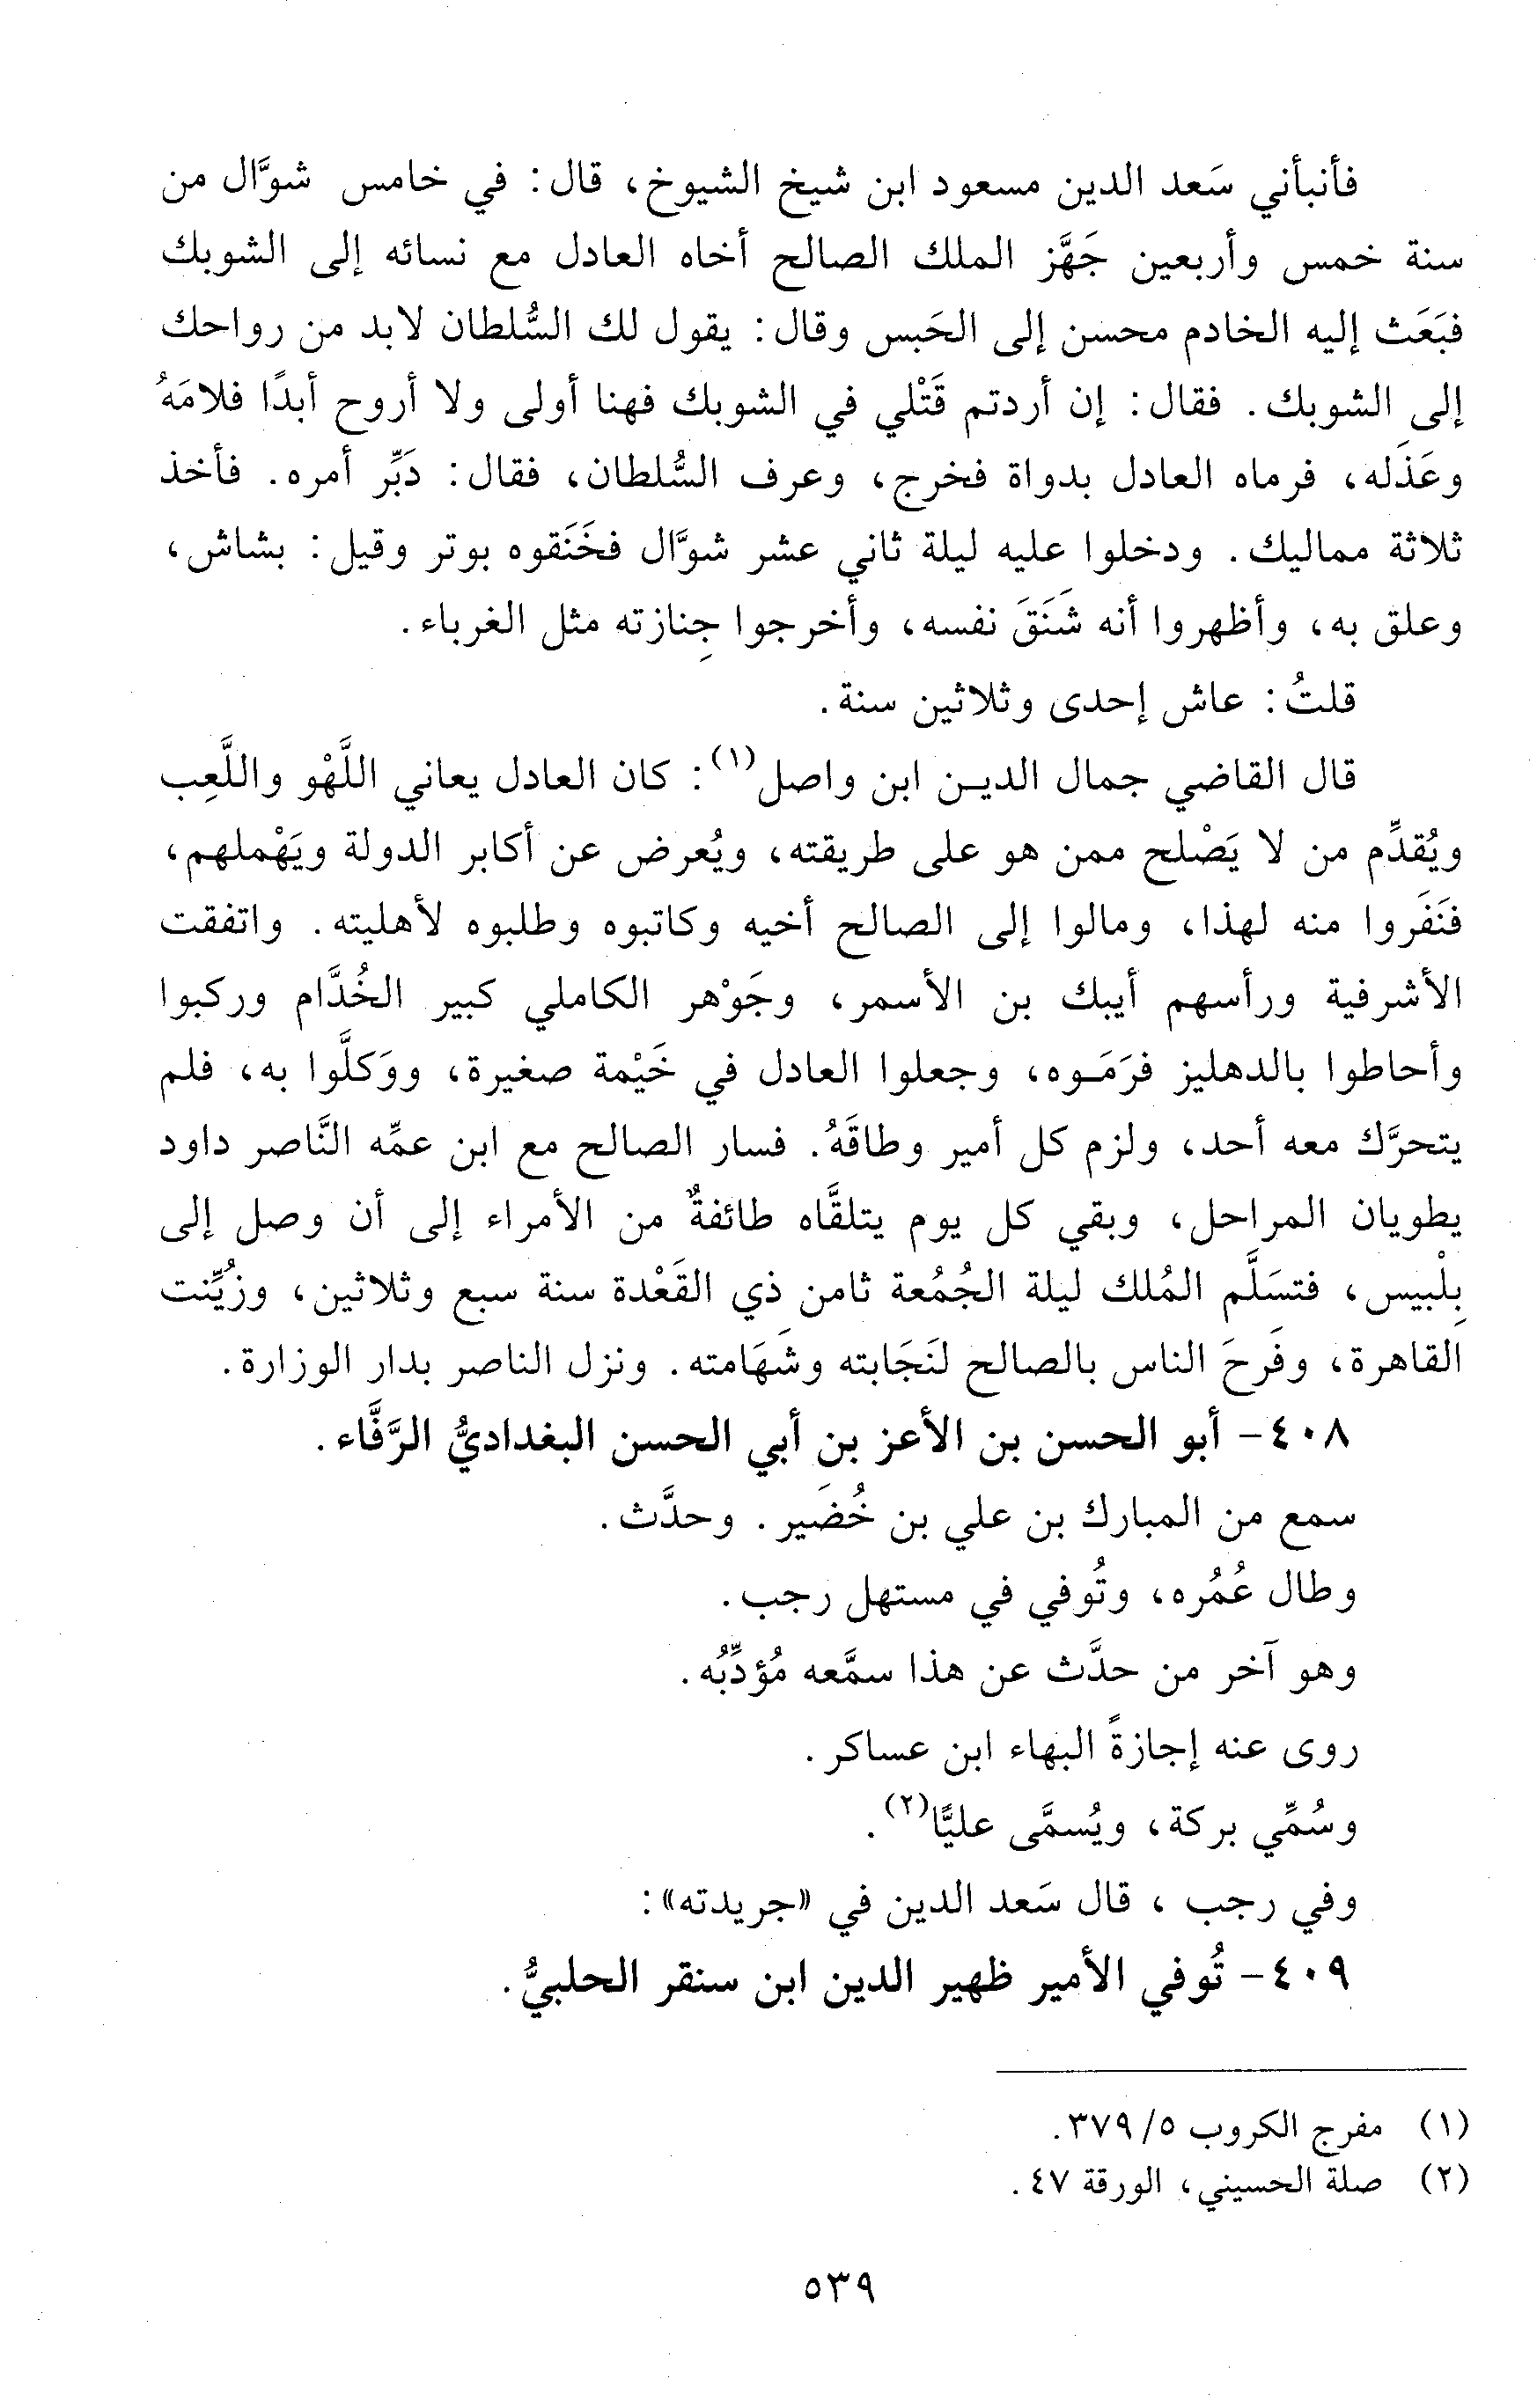 فأنبأني سَعد الدين مسعود ابن شيخ الشيوخ، قال: في خامس شوَّال من
سنة خمس وأربعين جَهَّز الملك الصالح أخاه العادل مع نسائه إلى الشوبك
فبَعَث إليه الخادم محسن إلى الحَبس وقال: يقول لك السُّلطان لابد من رواحك
إلى الشوبك. فقال: إن أردتم قَتْلي في الشوبك فهنا أولى ولا أروح أبدًا فلامَهُ
وعَذَله، فرماه العادل بدواة فخرج، وعرف السُّلطان، فقال: دَبِّر أمره. فأخذ
ثلاثة مماليك. ودخلوا عليه ليلة ثاني عشر شوَّال فخَنَقوه بوتر وقيل: بشاش،
وعلق به، وأظهروا أنه شَنَقَ نفسه، وأخرجوا جِنازته مثل الغرباء.
قلتُ: عاش إحدى وثلاثين سنة.
قال القاضي جمال الديـن ابن واصل(١): كان العادل يعاني اللَّهْو واللَّعِب
ويُقدِّم من لا يَصْلح ممن هو على طريقته، ويُعرض عن أكابر الدولة ويَهْملهم،
فنَفَروا منه لهذا، ومالوا إلى الصالح أخيه وكاتبوه وطلبوه لأهليته. واتفقت
الأشرفية ورأسهم أيبك بن الأسمر، وجَوْهر الكاملي كبير الخُدَّام وركبوا
وأحاطوا بالدهليز فرَمَـوه، وجعلوا العادل في خَيْمة صغيرة، ووَكلَّوا به، فلم
يتحرَّك معه أحد، ولزم كل أمير وطاقَهُ. فسار الصالح مع ابن عمِّه النَّاصر داود
يطويان المراحل، وبقي كل يوم يتلقَّاه طائفةٌ من الأمراء إلى أن وصل إلى
بِلْبيس، فتسَلَّم المُلك ليلة الجُمُعة ثامن ذي القَعْدة سنة سبع وثلاثين، وزُيِّنت
القاهرة، وفَرحَ الناس بالصالح لنَجَابته وشَهَامته. ونزل الناصر بدار الوزارة.
٤٠٨- أبو الحسن بن الأعز بن أبي الحسن البغداديُّ الرَّفَّاء.
سمع من المبارك بن علي بن خُضَير. وحدَّث.
وطال عُمُره، وتُوفي في مستهل رجب.
وهو آخر من حدَّث عن هذا سمَّعه مُؤدِّبُه.
روى عنه إجازةً البهاء ابن عساكر.
وسُمِّي بركة، ويُسمَّى عليًّا(٢).
وفي رجب ، قال سَعد الدين في «جريدته»:
٤٠٩- تُوفي الأمير ظهير الدين ابن سنقر الحلبيُّ.
(١) مفرج الكروب ٥/ ٣٧٩.
(٢) صلة الحسيني، الورقة ٤٧.
٥٣٩